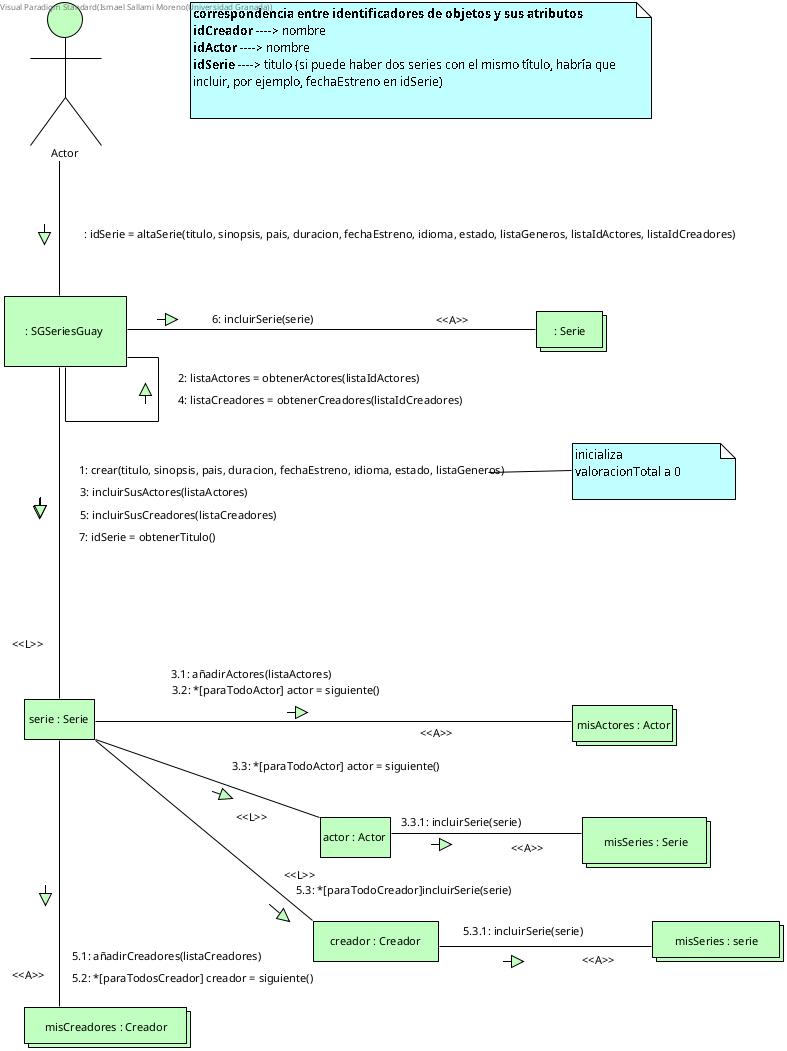 Visual Paradigm Standard(Ismael Sallami Moreno(Universidad Granada))
correspondencia entre identificadores de objetos y sus atributos
idCreador ----> nombre
idActor ----> nombre
idSerie ----> titulo (si puede haber dos series con el mismo título, habría que
incluir, por ejemplo, fechaEstreno en idSerie)
Actor
: idSerie = altaSerie(titulo, sinopsis, pais, duracion, fechaEstreno, idioma, estado, listaGeneros, listaIdActores, listaIdCreadores)
: SGSeriesGuay
6: incluirSerie(serie)
<<A>>
: Serie
2: listaActores = obtenerActores(listaIdActores)
4: listaCreadores = obtenerCreadores(listaIdCreadores)
inicializa
valoracionTotal a 0
1: crear(titulo, sinopsis, pais, duracion, fechaEstreno, idioma, estado, listaGeneros)
3: incluirSusActores(listaActores)
5: incluirSusCreadores(listaCreadores)
7: idSerie = obtenerTitulo()
<<L>>
3.1: añadirActores(listaActores)
3.2: *[paraTodoActor] actor = siguiente()
serie : Serie
misActores : Actor
<<A>>
3.3: *[paraTodoActor] actor = siguiente()
<<L>>
3.3.1: incluirSerie(serie)
actor : Actor
misSeries : Serie
<<A>>
<<L>>
5.3: *[paraTodoCreador]incluirSerie(serie)
5.3.1: incluirSerie(serie)
creador : Creador
misSeries : serie
<<A>>
5.1: añadirCreadores(listaCreadores)
<<A>>
5.2: *[paraTodosCreador] creador = siguiente()
misCreadores : Creador